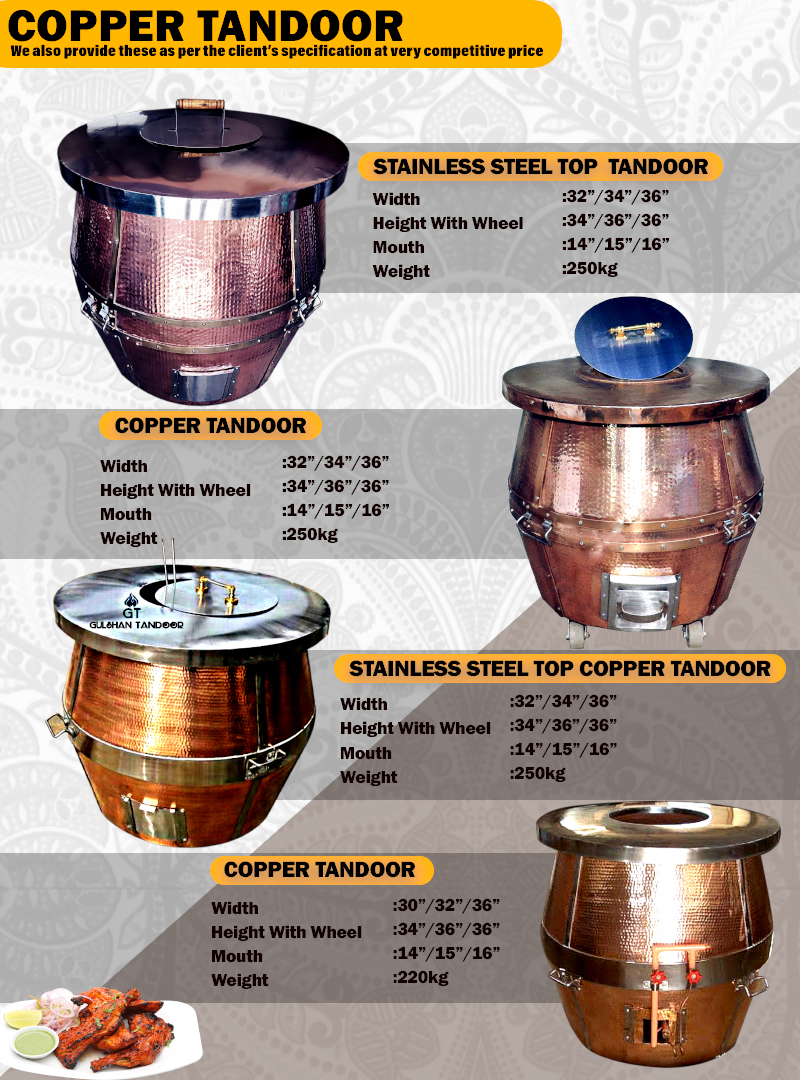 COPPER TANDOOR
We also provide these as per the client's specification at very competitive price
STAINLESS STEEL TOP TANDOOR
Width :32”/34”/36”
Height With Wheel :34”/36”/36”
Mouth :14”/15”/16”
Weight :250kg
COPPER TANDOOR
Width :32”/34”/36”
Height With Wheel :34”/36”/36”
Mouth :14”/15”/16”
Weight :250kg
GT
GULSHAN TANDOOR
STAINLESS STEEL TOP COPPER TANDOOR
Width :32”/34”/36”
Height With Wheel :34”/36”/36”
Mouth :14”/15”/16”
Weight :250kg
COPPER TANDOOR
Width :30”/32”/36”
Height With Wheel :34”/36”/36”
Mouth :14”/15”/16”
Weight :220kg